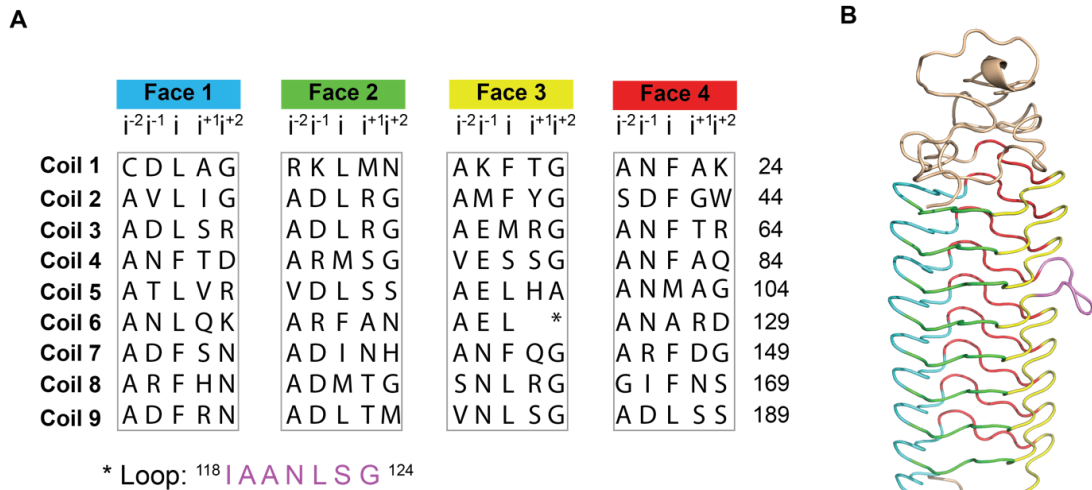 A
B
Face 1 Face 2 Face 3 Face 4
i-2 i-1 i i+1 i+2 i-2 i-1 i i+1 i+2 i-2 i-1 i i+1 i+2 i-2 i-1 i i+1 i+2
Coil 1 C D L A G R K L M N A K F T G A N F A K 24
Coil 2 A V L I G A D L R G A M F Y G S D F G W 44
Coil 3 A D L S R A D L R G A E M R G A N F T R 64
Coil 4 A N F T D A R M S G V E S S G A N F A Q 84
Coil 5 A T L V R V D L S S A E L H A A N M A G 104
Coil 6 A N L Q K A R F A N A E L * A N A R D 129
Coil 7 A D F S N A D I N H A N F Q G A R F D G 149
Coil 8 A R F H N A D M T G S N L R G G I F N S 169
Coil 9 A D F R N A D L T M V N L S G A D L S S 189
* Loop: 118 I A A N L S G 124